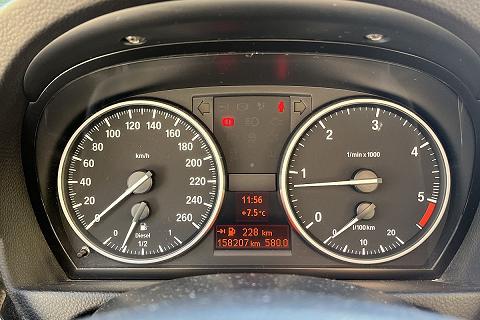 100 120 140 160
80 180
60 200
40 220
20 240
0 260
km/h
0 1/2 1
Diesel
11:56
+7.5°C
228 km
158207 km 580.0
1 2 3 4 5
0
1/min x 1000
l/100km
0 10 20